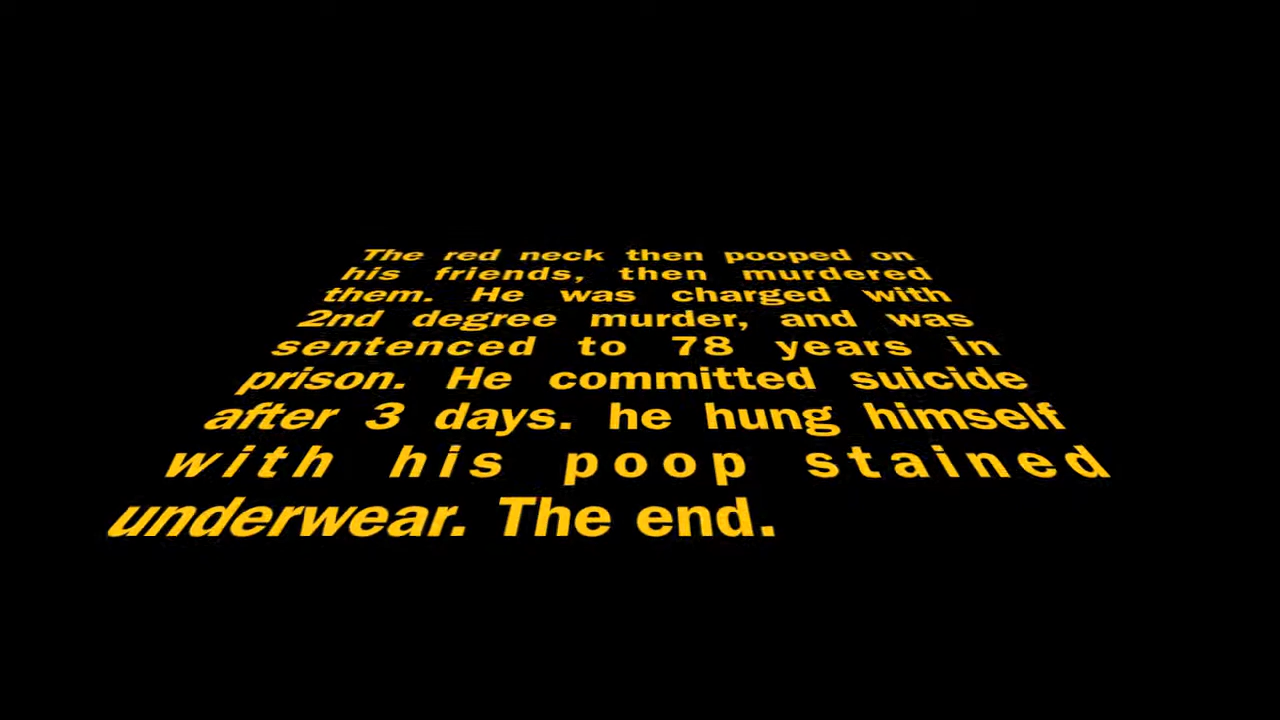 The red neck then pooped on
his friends, then murdered
them. He was charged with
2nd degree murder, and was
sentenced to 78 years in
prison. He committed suicide
after 3 days. he hung himself
with his poop stained
underwear. The end.